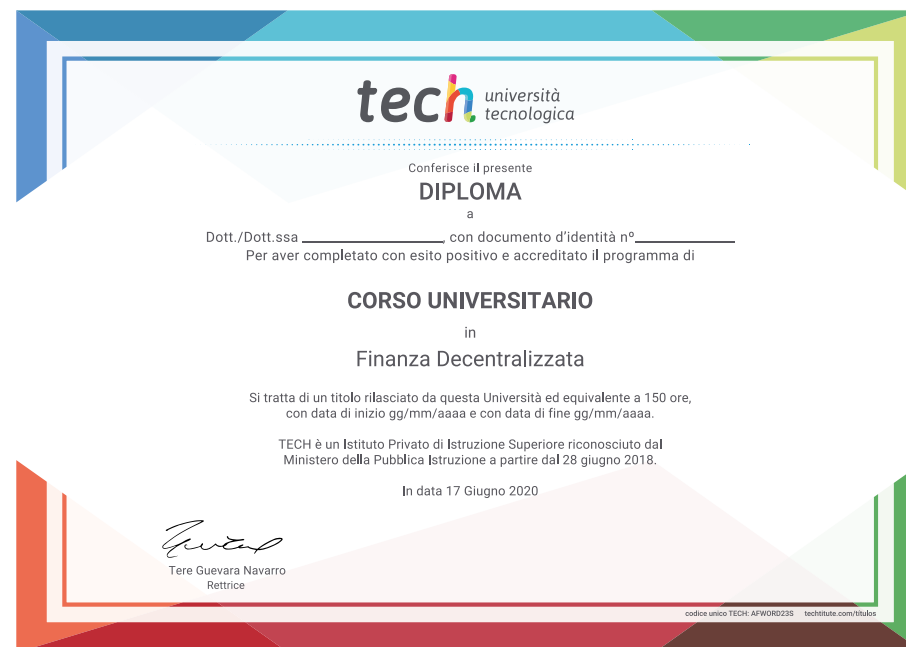 tech università
tecnologica
Conferisce il presente
DIPLOMA
a
Dott./Dott.ssa ____________________, con documento d'identità nº______________
Per aver completato con esito positivo e accreditato il programma di
CORSO UNIVERSITARIO
in
Finanza Decentralizzata
Si tratta di un titolo rilasciato da questa Università ed equivalente a 150 ore,
con data di inizio gg/mm/aaaa e con data di fine gg/mm/aaaa.
TECH è un Istituto Privato di Istruzione Superiore riconosciuto dal
Ministero della Pubblica Istruzione a partire dal 28 giugno 2018.
In data 17 Giugno 2020
Tere Guevara Navarro
Rettrice
codice unico TECH: AFWORD23S techtitute.com/titulos